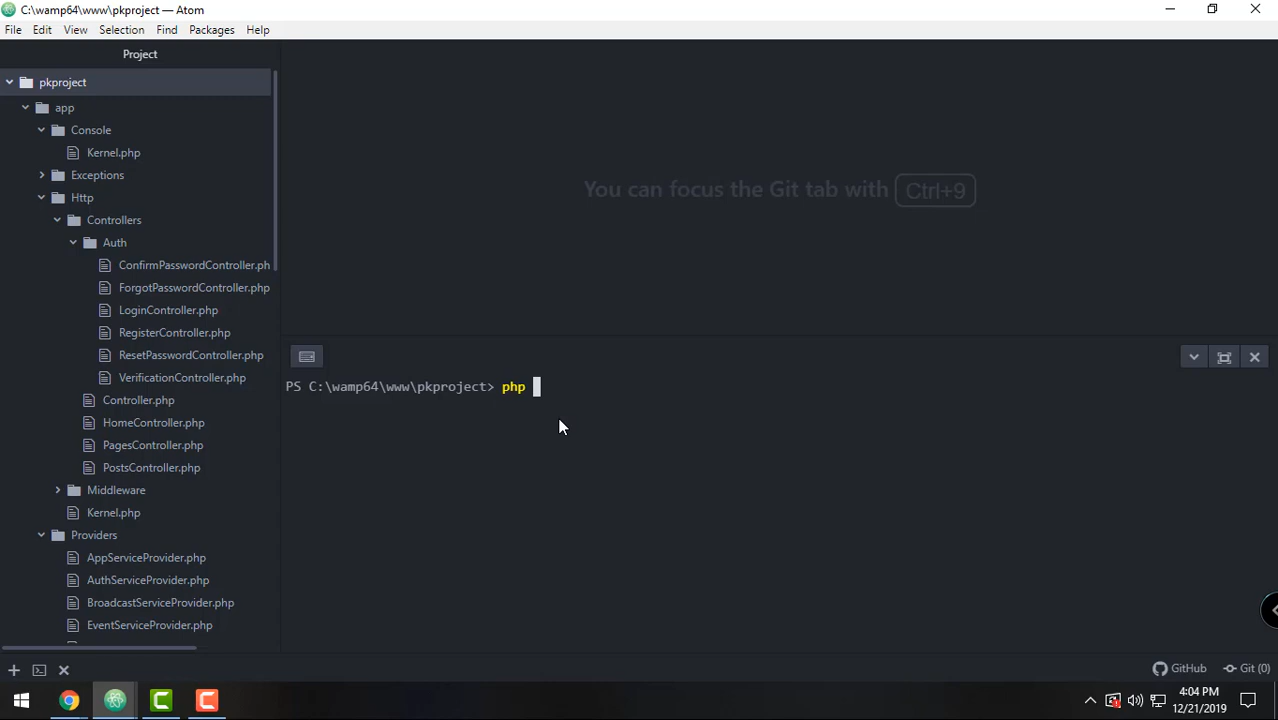 C:\wamp64\www\pkproject — Atom
File Edit View Selection Find Packages Help
Project
pkproject
app
Console
Kernel.php
Exceptions
Http
Controllers
Auth
ConfirmPasswordController.ph
ForgotPasswordController.php
LoginController.php
RegisterController.php
ResetPasswordController.php
VerificationController.php
Controller.php
HomeController.php
PagesController.php
PostsController.php
Middleware
Kernel.php
Providers
AppServiceProvider.php
AuthServiceProvider.php
BroadcastServiceProvider.php
EventServiceProvider.php
You can focus the Git tab with Ctrl+9
PS C:\wamp64\www\pkproject> php
GitHub Git (0)
4:04 PM
12/21/2019